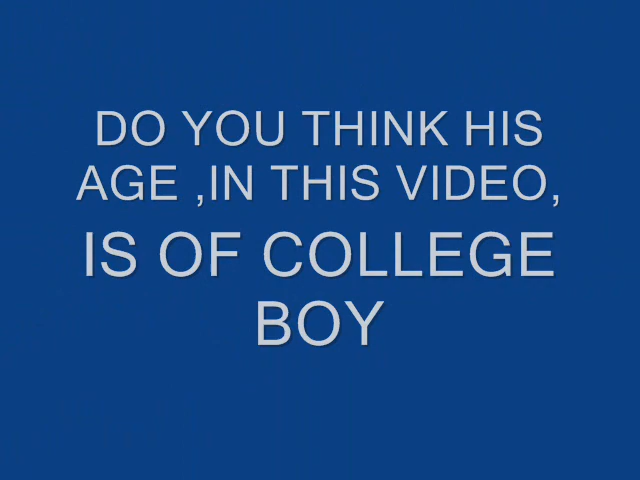 DO YOU THINK HIS
AGE ,IN THIS VIDEO,
IS OF COLLEGE
BOY